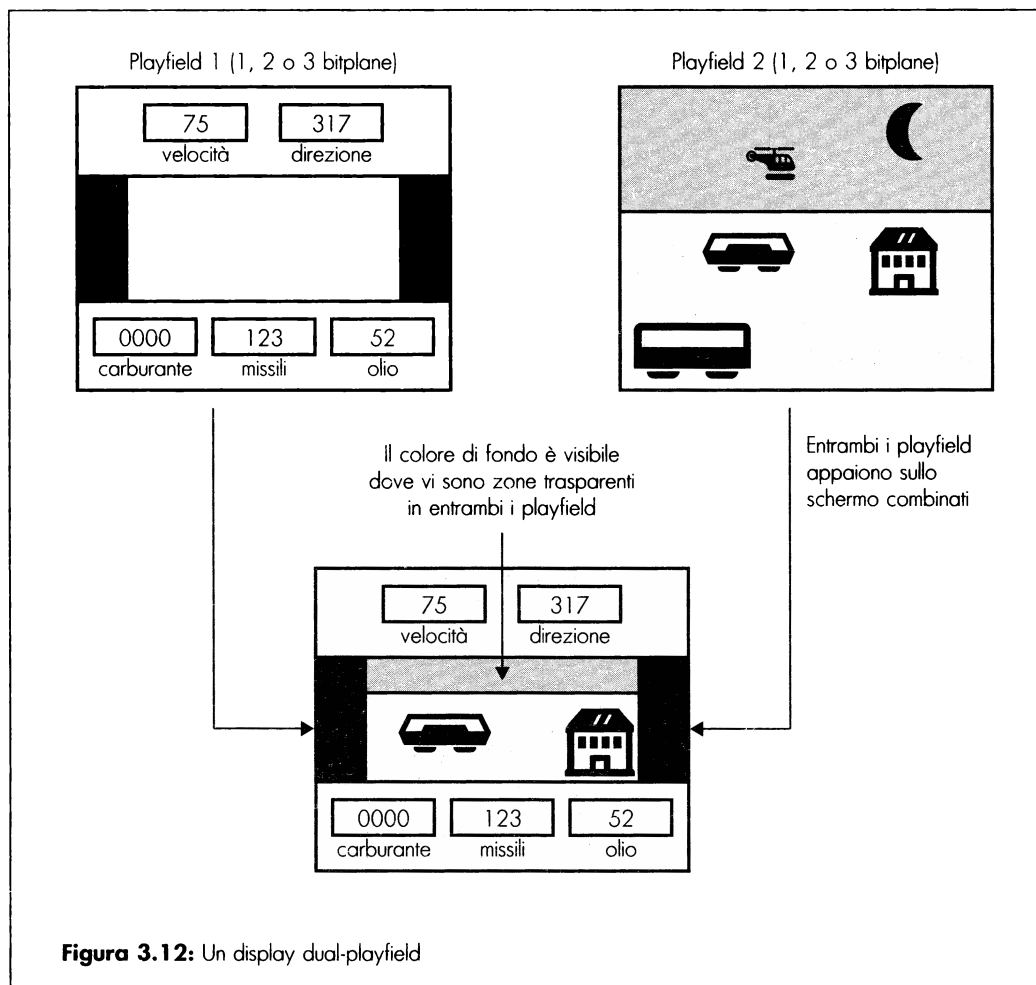 Playfield 1 (1, 2 o 3 bitplane)
75 317
velocità direzione
0000 123 52
carburante missili olio
Playfield 2 (1, 2 o 3 bitplane)
Il colore di fondo è visibile
dove vi sono zone trasparenti
in entrambi i playfield
Entrambi i playfield
appaiono sullo
schermo combinati
75 317
velocità direzione
0000 123 52
carburante missili olio
Figura 3.12: Un display dual-playfield